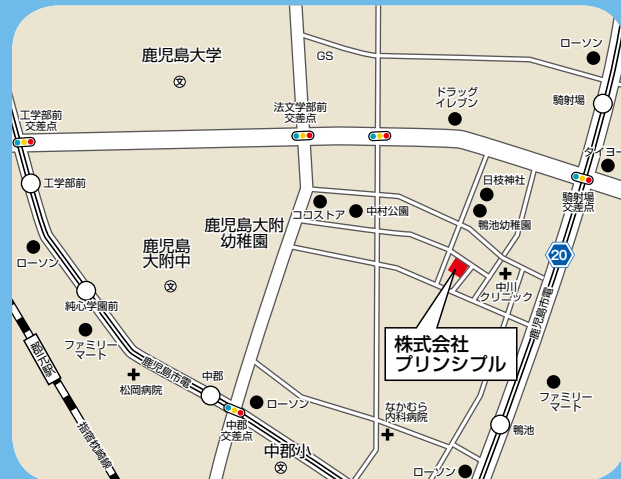 鹿児島大学
GS
ローソン
騎射場
ドラッグ
イレブン
タイヨー
工学部前
交差点
法文学部前
交差点
工学部前
日枝神社
鴨池幼稚園
騎射場
交差点
ココストア
中村公園
鹿児島大附
幼稚園
鹿児島
大附中
20
ローソン
中川
クリニック
純心学園前
鹿児島市電
株式会社
プリンシプル
ファミリー
マート
郡元駅
鹿児島市電
松岡病院
中郡
ローソン
なかむら
内科病院
ファミリー
マート
中郡
交差点
鴨池
指宿枕崎線
中郡小
ローソン
文
文
文